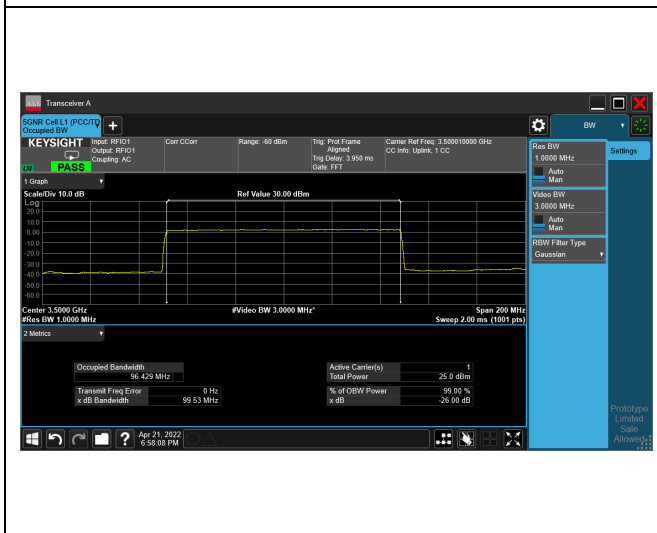 Transceiver A
5GNR Cell L1 (PCC/TD
Occupied BW
BW
KEYSIGHT
Input: RFIO1
Output: RFIO1
Coupling: AC
Corr CCorr
Range: -60 dBm
Trig: Prot Frame
Aligned
Trig Delay: 3.950 ms
Gate: FFT
Carrier Ref Freq: 3.500010000 GHz
CC Info: Uplink, 1 CC
PASS
Res BW
1.0000 MHz
Auto
Man
Settings
Video BW
3.0000 MHz
Auto
Man
RBW Filter Type
Gaussian
1 Graph
Scale/Div 10.0 dB
Ref Value 30.00 dBm
Log
20.0
10.0
0.00
-10.0
-20.0
-30.0
-40.0
-50.0
-60.0
Center 3.5000 GHz
#Video BW 3.0000 MHz*
Span 200 MHz
#Res BW 1.0000 MHz
Sweep 2.00 ms (1001 pts)
2 Metrics
Occupied Bandwidth
96.429 MHz
Active Carrier(s) 1
Total Power 25.0 dBm
Transmit Freq Error 0 Hz
x dB Bandwidth 99.53 MHz
% of OBW Power 99.00 %
x dB -26.00 dB
Apr 21, 2022
6:58:08 PM
Prototype
Limited
Sale
Allowed